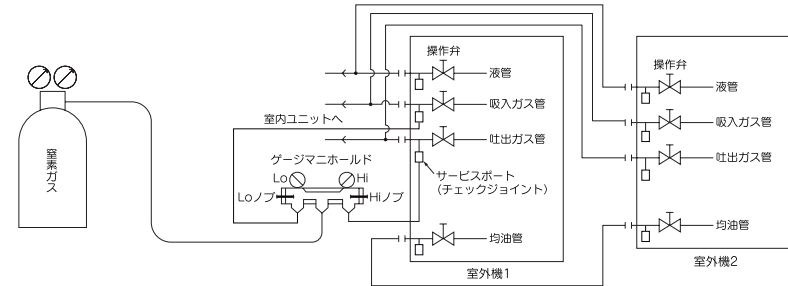 窒素ガス
室内ユニットへ
ゲージマニホールド
Lo
Hi
Loノブ
Hiノブ
操作弁
液管
吸入ガス管
吐出ガス管
サービスポート
(チェックジョイント)
均油管
室外機1
操作弁
液管
吸入ガス管
吐出ガス管
均油管
室外機2